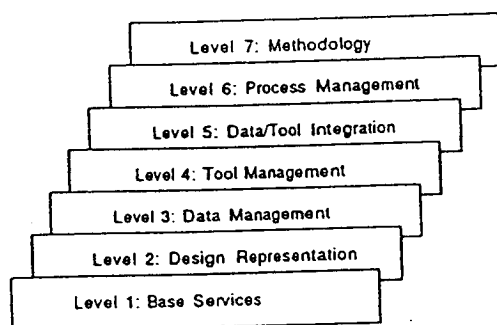 Level 7: Methodology
Level 6: Process Management
Level 5: Data/Tool Integration
Level 4: Tool Management
Level 3: Data Management
Level 2: Design Representation
Level 1: Base Services